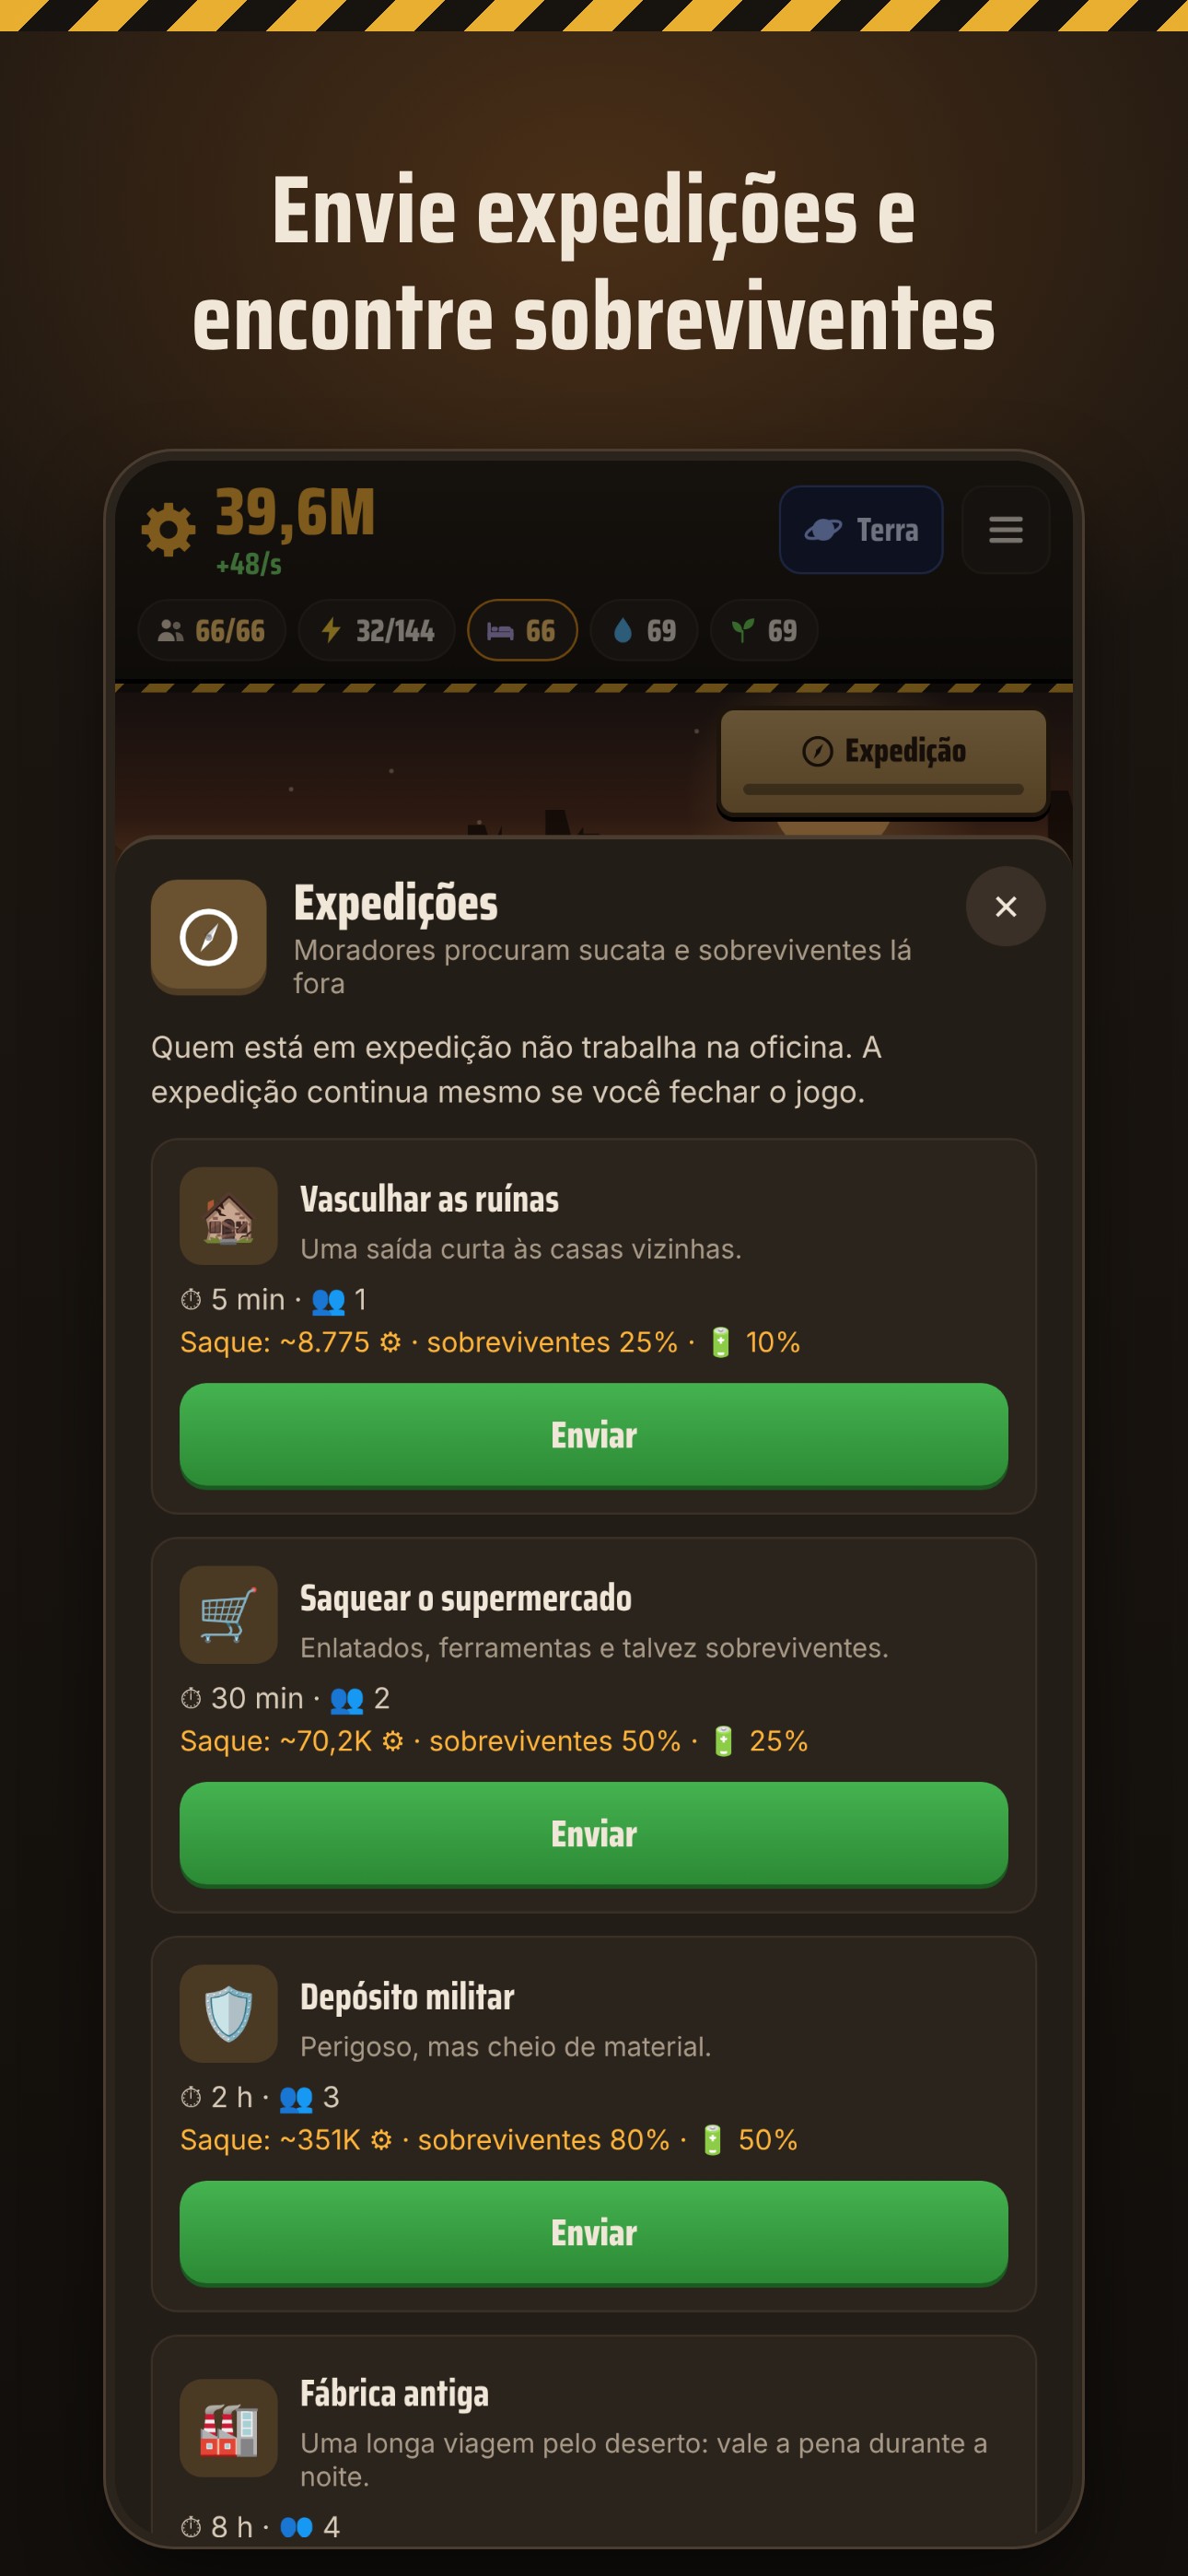 Envie expedições e
encontre sobreviventes
39,6M
+48/s
Terra
66/66
32/144
66
69
69
Expedição
Expedições
Moradores procuram sucata e sobreviventes lá
fora
Quem está em expedição não trabalha na oficina. A
expedição continua mesmo se você fechar o jogo.
Vasculhar as ruínas
Uma saída curta às casas vizinhas.
⏱ 5 min · 👥 1
Saque: ~8.775 ⚙ · sobreviventes 25% · 🔋 10%
Enviar
Saquear o supermercado
Enlatados, ferramentas e talvez sobreviventes.
⏱ 30 min · 👥 2
Saque: ~70,2K ⚙ · sobreviventes 50% · 🔋 25%
Enviar
Depósito militar
Perigoso, mas cheio de material.
⏱ 2 h · 👥 3
Saque: ~351K ⚙ · sobreviventes 80% · 🔋 50%
Enviar
Fábrica antiga
Uma longa viagem pelo deserto: vale a pena durante a
noite.
⏱ 8 h · 👥 4